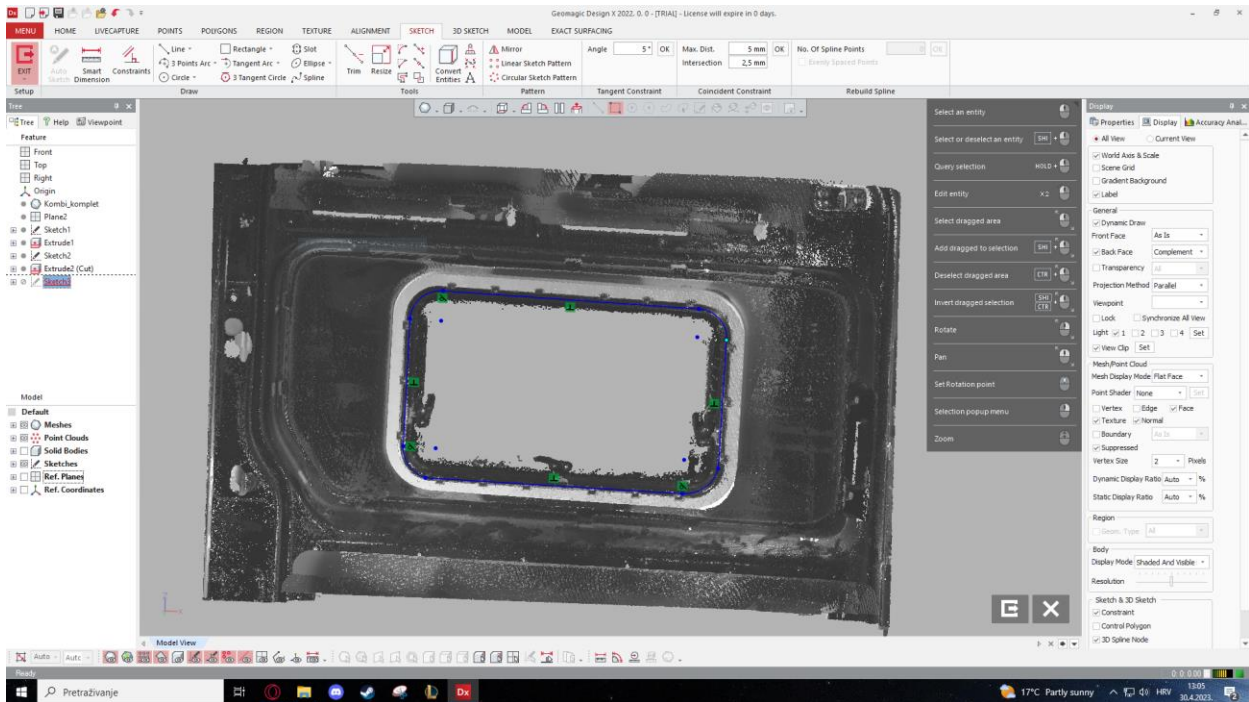 Geomagic Design X 2022. 0. 0 - [TRIAL] - License will expire in 0 days.
MENU HOME LIVECAPTURE POINTS POLYGONS REGION TEXTURE ALIGNMENT SKETCH 3D SKETCH MODEL EXACT SURFACING
Line Rectangle Slot
3 Points Arc Tangent Arc Ellipse
Circle 3 Tangent Circle Spline
EXIT
Auto Sketch
Smart Dimension
Constraints
Trim Resize
Convert Entities
Mirror
Linear Sketch Pattern
Circular Sketch Pattern
Angle 5° OK
Max. Dist. 5 mm OK
Intersection 2,5 mm
No. Of Spline Points OK
Evenly Spaced Points
Setup Draw Tools Pattern Tangent Constraint Coincident Constraint Rebuild Spline
Tree
Tree Help Viewpoint
Feature
Front
Top
Right
Origin
Kombi_komplet
Plane2
Sketch1
Extrude1
Sketch2
Extrude2 (Cut)
Sketch3
Model
Default
Meshes
Point Clouds
Solid Bodies
Sketches
Ref. Planes
Ref. Coordinates
Select an entity
Select or deselect an entity SHI +
Query selection HOLD +
Edit entity x2
Select dragged area
Add dragged to selection SHI +
Deselect dragged area CTR +
Invert dragged selection SHI CTR +
Rotate
Pan
Set Rotation point
Selection popup menu
Zoom
Display
Properties Display Accuracy Anal...
All View Current View
World Axis & Scale
Scene Grid
Gradient Background
Label
General
Dynamic Draw
Front Face As Is
Back Face Complement
Transparency All
Projection Method Parallel
Viewpoint
Lock Synchronize All View
Light 1 2 3 4 Set
View Clip Set
Mesh/Point Cloud
Mesh Display Mode Flat Face
Point Shader None Set
Vertex Edge Face
Texture Normal
Boundary As Is
Suppressed
Vertex Size 2 Pixels
Dynamic Display Ratio Auto %
Static Display Ratio Auto %
Region
Geom. Type All
Body
Display Mode Shaded And Visible
Resolution
Sketch & 3D Sketch
Constraint
Control Polygon
3D Spline Node
Model View
Auto Auto
Ready
0: 0: 0.00
Pretraživanje
Dx
17°C Partly sunny HRV 13:05
30.4.2023.